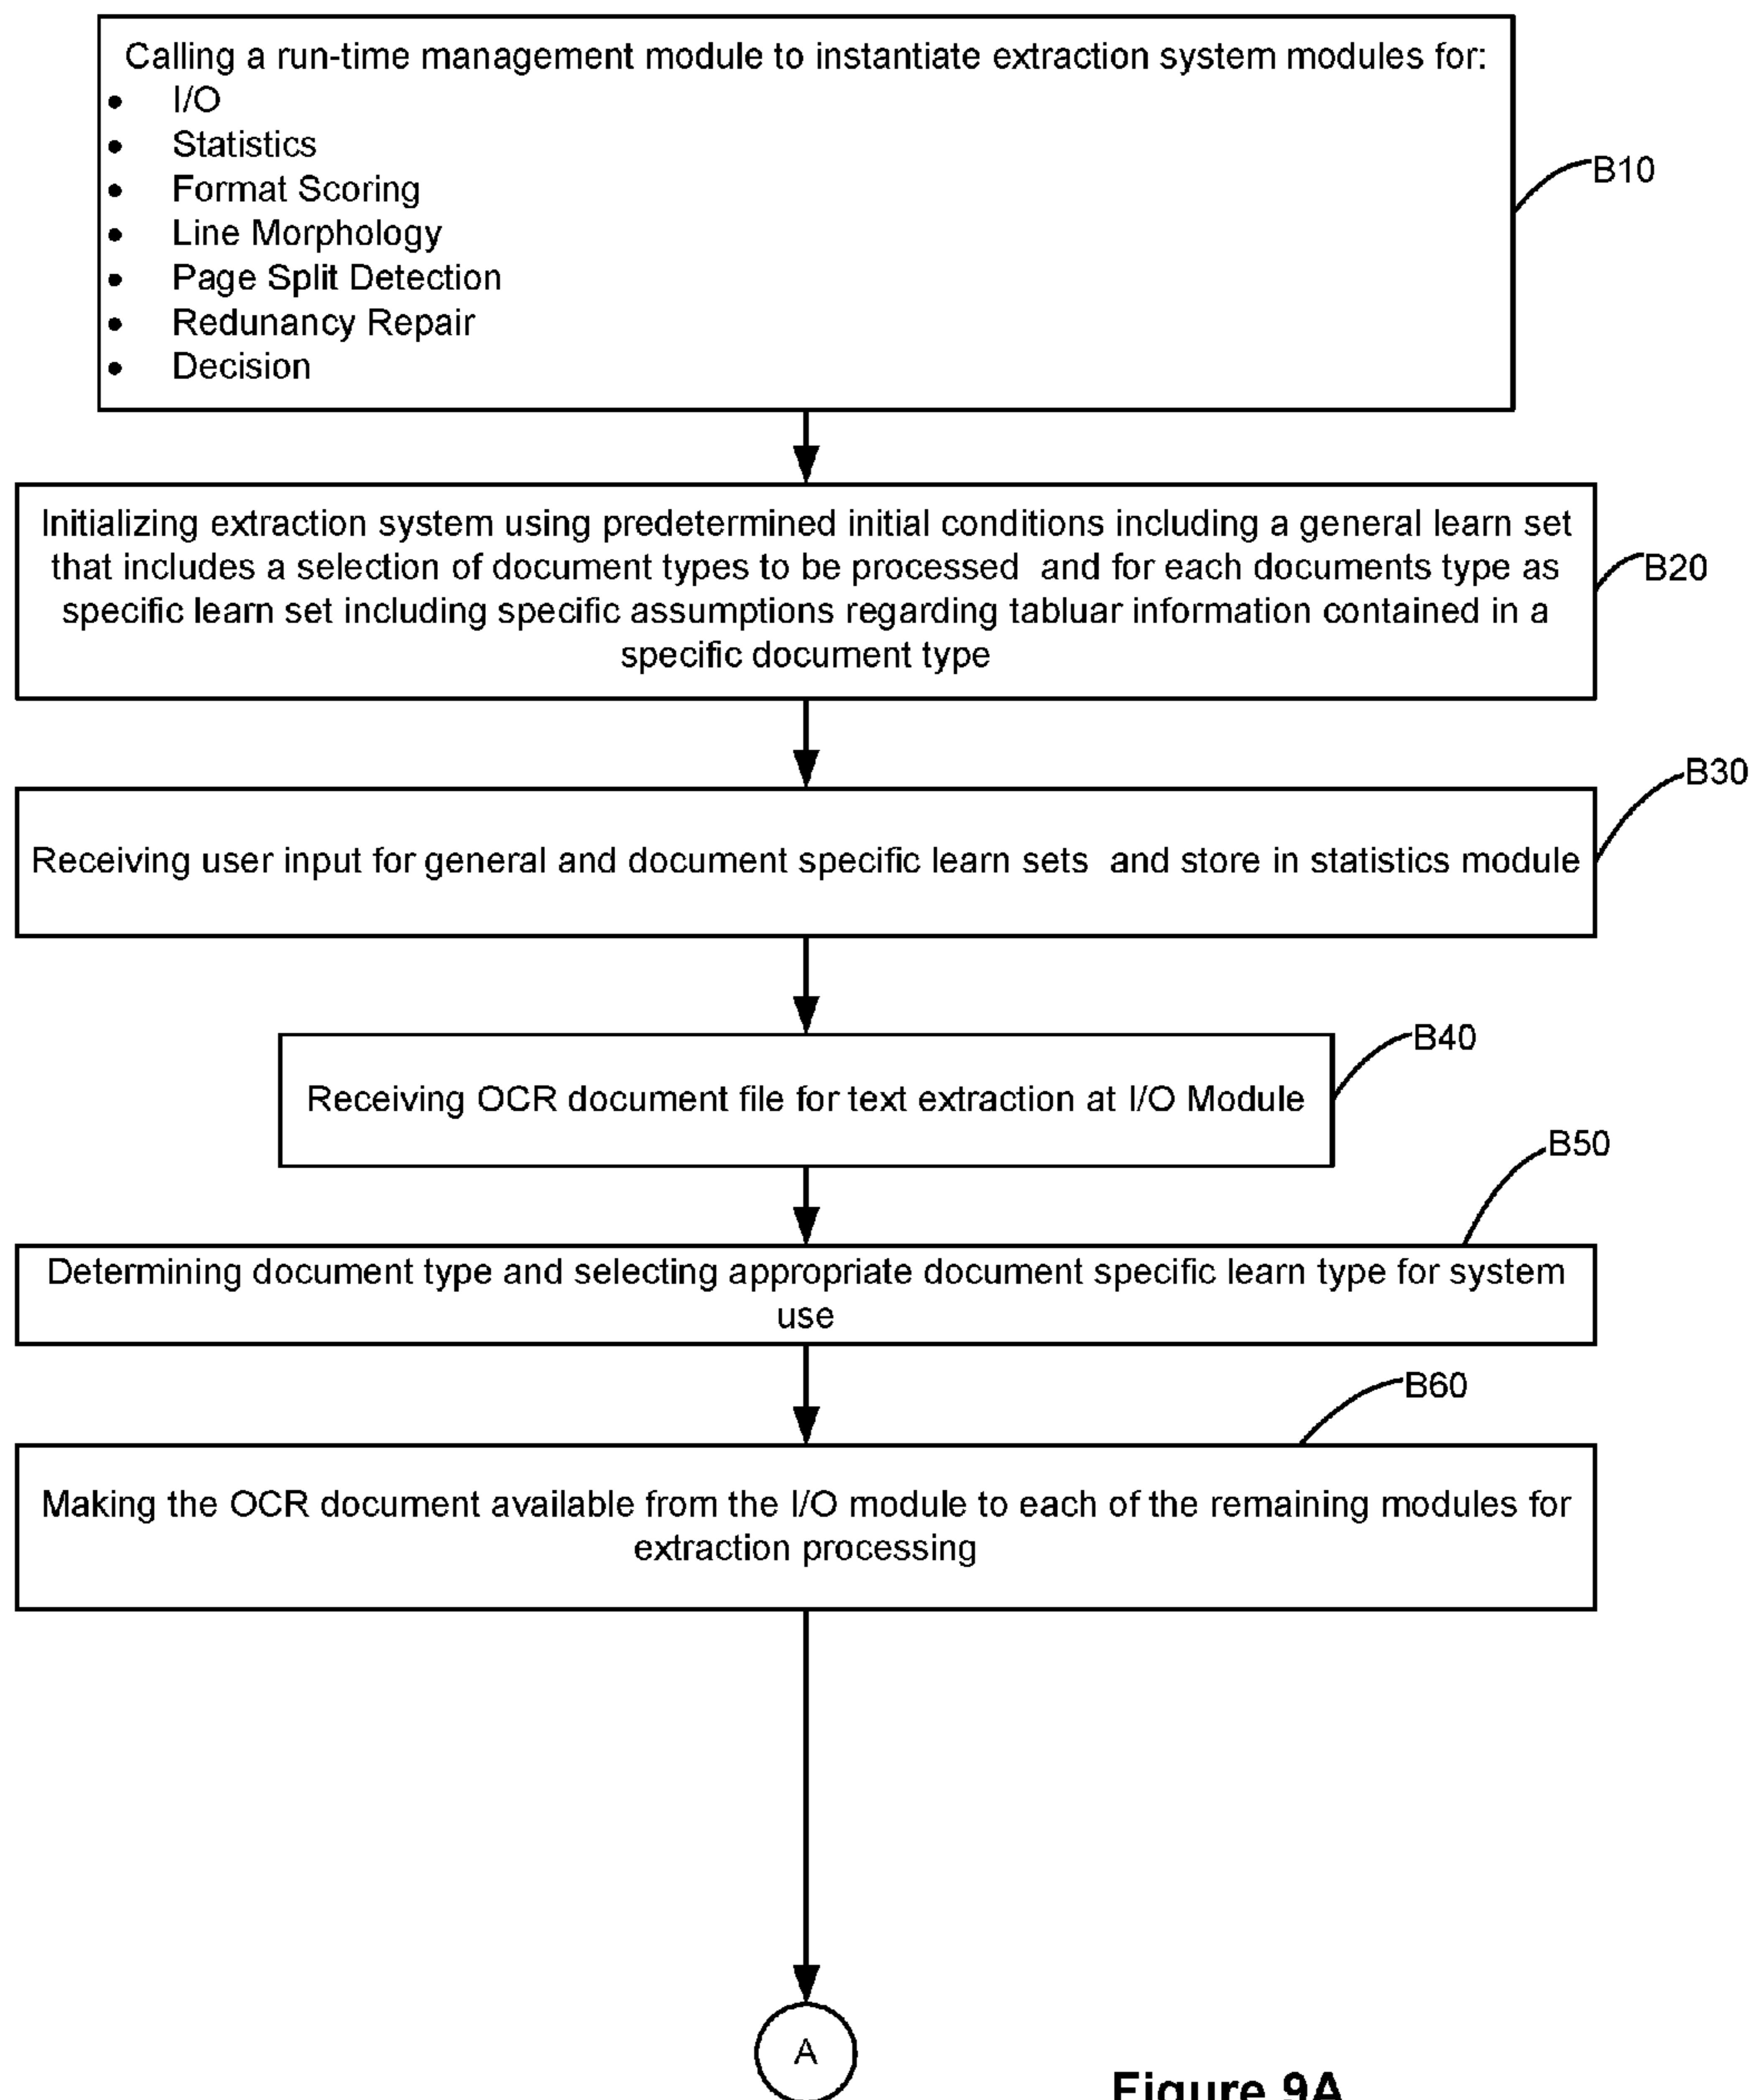 Calling a run-time management module to instantiate extraction system modules for:
• I/O
• Statistics
• Format Scoring
• Line Morphology
• Page Split Detection
• Redunancy Repair
• Decision
B10
Initializing extraction system using predetermined initial conditions including a general learn set
that includes a selection of document types to be processed and for each documents type as
specific learn set including specific assumptions regarding tabluar information contained in a
specific document type
B20
B30
Receiving user input for general and document specific learn sets and store in statistics module
B40
Receiving OCR document file for text extraction at I/O Module
B50
Determining document type and selecting appropriate document specific learn type for system
use
B60
Making the OCR document available from the I/O module to each of the remaining modules for
extraction processing
A
Figure 9A